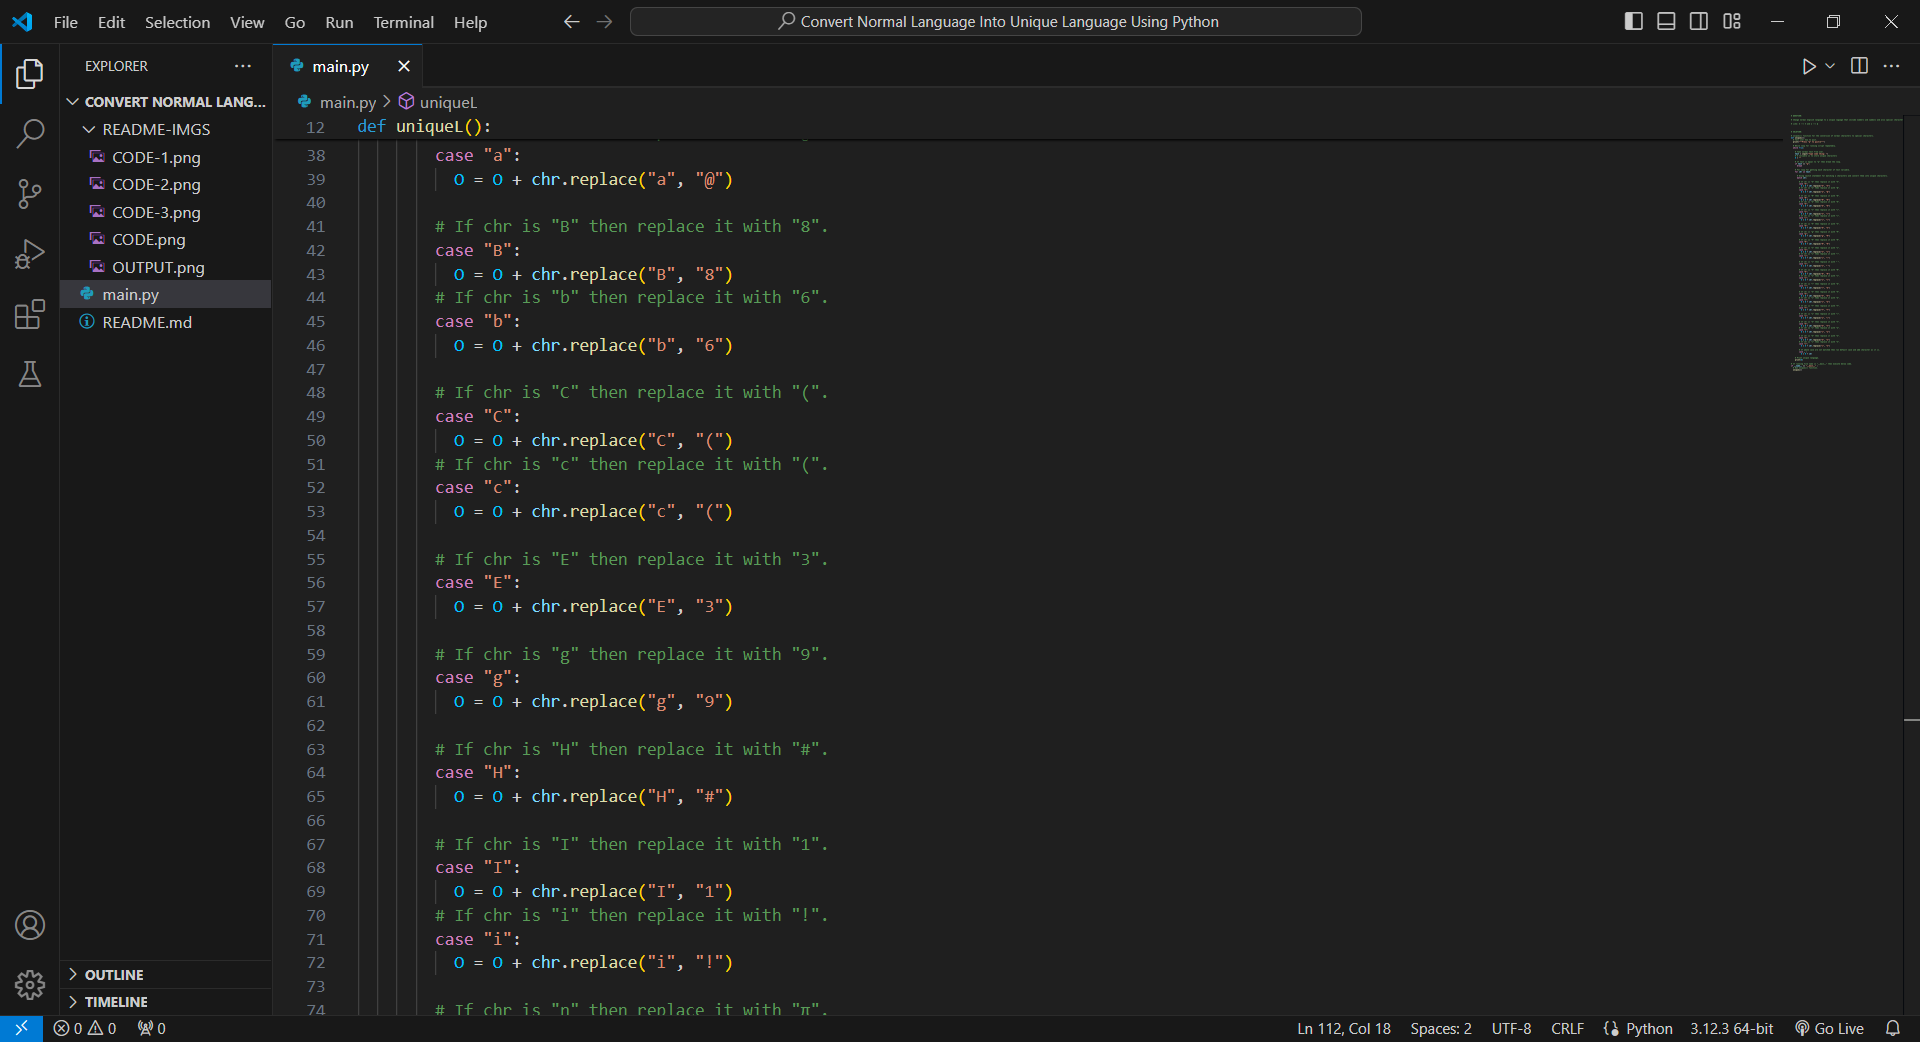 File Edit Selection View Go Run Terminal Help
Convert Normal Language Into Unique Language Using Python
EXPLORER
CONVERT NORMAL LANG...
README-IMGS
CODE-1.png
CODE-2.png
CODE-3.png
CODE.png
OUTPUT.png
main.py
README.md
OUTLINE
TIMELINE
main.py
main.py > uniqueL
12 def uniqueL():
38 case "a":
39 O = O + chr.replace("a", "@")
40
41 # If chr is "B" then replace it with "8".
42 case "B":
43 O = O + chr.replace("B", "8")
44 # If chr is "b" then replace it with "6".
45 case "b":
46 O = O + chr.replace("b", "6")
47
48 # If chr is "C" then replace it with "(".
49 case "C":
50 O = O + chr.replace("C", "(")
51 # If chr is "c" then replace it with "(".
52 case "c":
53 O = O + chr.replace("c", "(")
54
55 # If chr is "E" then replace it with "3".
56 case "E":
57 O = O + chr.replace("E", "3")
58
59 # If chr is "g" then replace it with "9".
60 case "g":
61 O = O + chr.replace("g", "9")
62
63 # If chr is "H" then replace it with "#".
64 case "H":
65 O = O + chr.replace("H", "#")
66
67 # If chr is "I" then replace it with "1".
68 case "I":
69 O = O + chr.replace("I", "1")
70 # If chr is "i" then replace it with "!".
71 case "i":
72 O = O + chr.replace("i", "!")
73
74 # If chr is "n" then replace it with "π".
0 0 0
Ln 112, Col 18 Spaces: 2 UTF-8 CRLF Python 3.12.3 64-bit Go Live